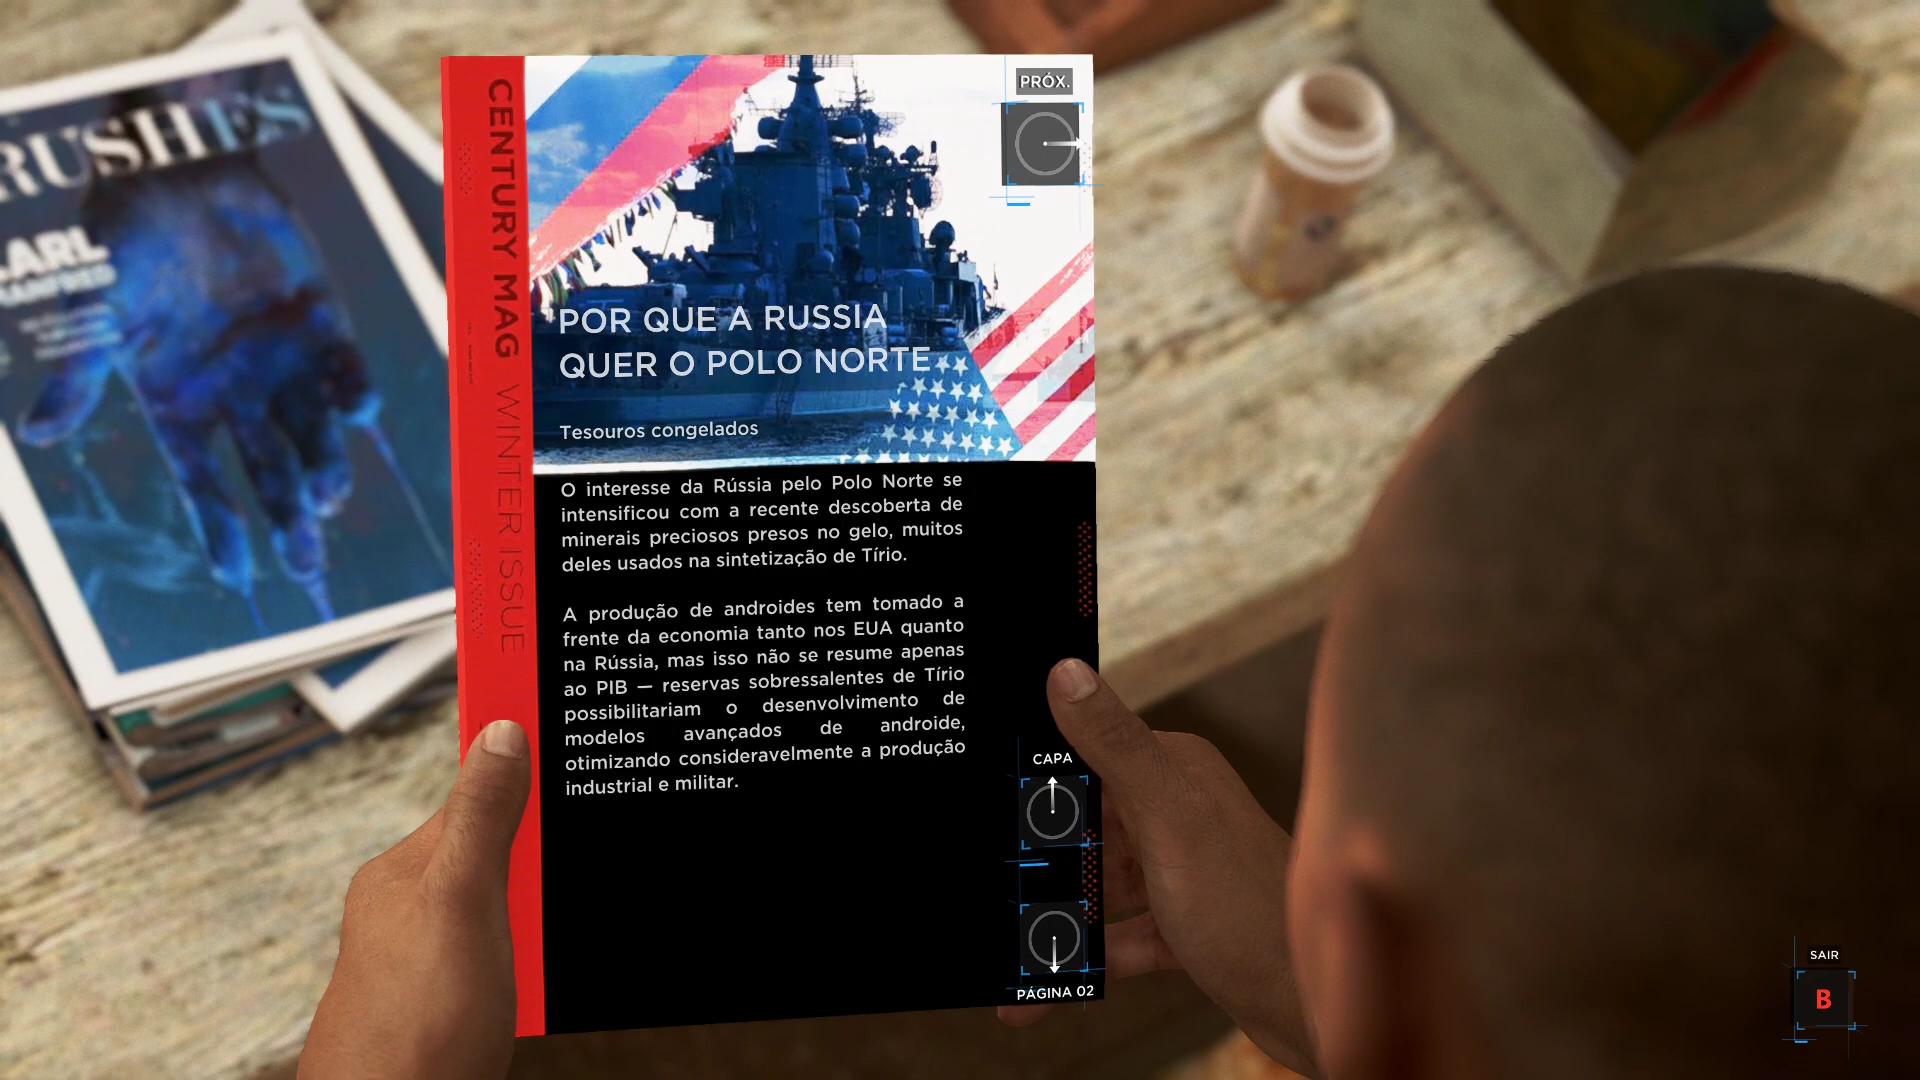 RUSHES
CENTURY MAG WINTER ISSUE
PRÓX.
POR QUE A RUSSIA
QUER O POLO NORTE
Tesouros congelados
O interesse da Rússia pelo Polo Norte se
intensificou com a recente descoberta de
minerais preciosos presos no gelo, muitos
deles usados na sintetização de Tírio.
A produção de androides tem tomado a
frente da economia tanto nos EUA quanto
na Rússia, mas isso não se resume apenas
ao PIB — reservas sobressalentes de Tírio
possibilitariam o desenvolvimento de
modelos avançados de androide,
otimizando consideravelmente a produção
industrial e militar.
CAPA
PÁGINA 02
SAIR
B